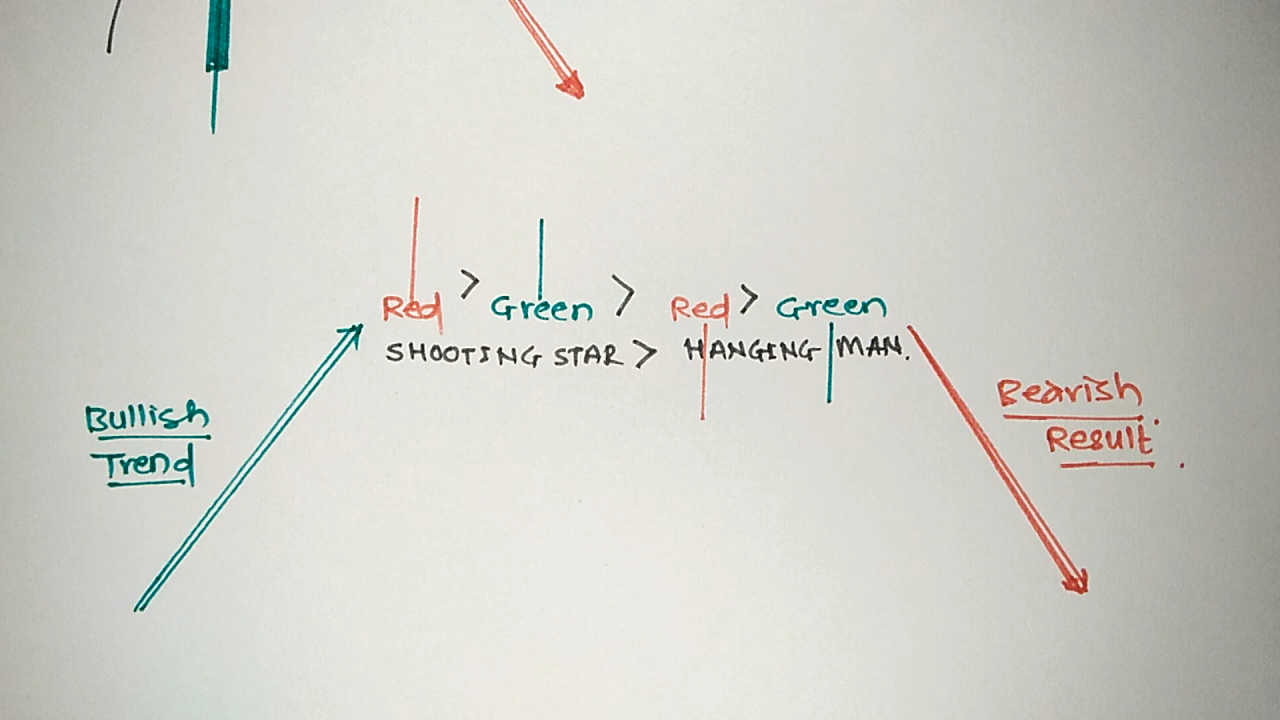 Red > Green > Red > Green
SHOOTING STAR > HANGING MAN.
Bullish
Trend
Bearish
Result